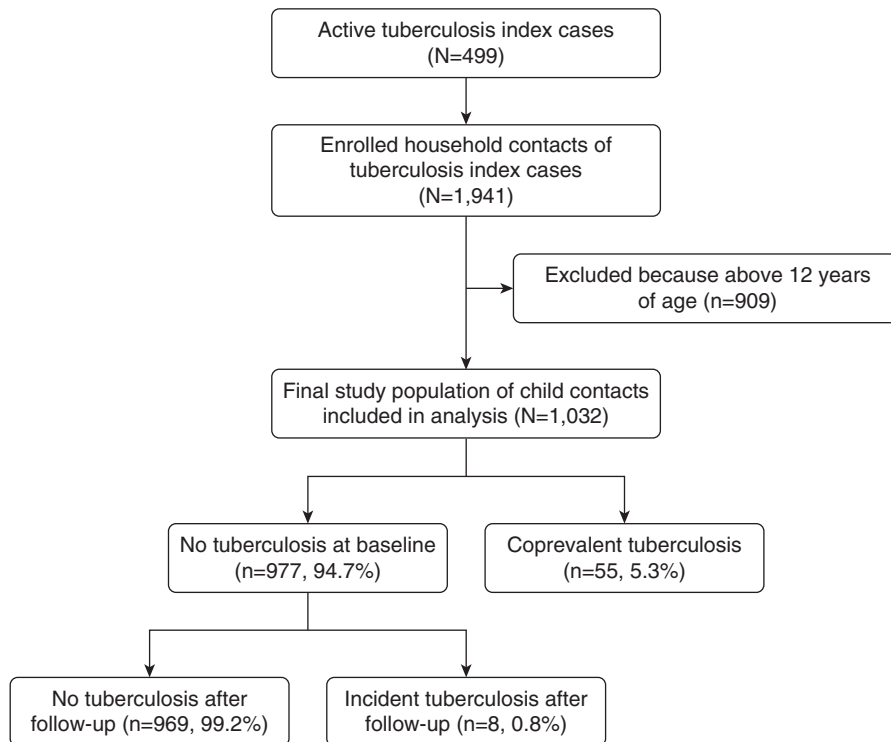 Active tuberculosis index cases
(N=499)
Enrolled household contacts of
tuberculosis index cases
(N=1,941)
Excluded because above 12 years
of age (n=909)
Final study population of child contacts
included in analysis (N=1,032)
No tuberculosis at baseline
(n=977, 94.7%)
Coprevalent tuberculosis
(n=55, 5.3%)
No tuberculosis after
follow-up (n=969, 99.2%)
Incident tuberculosis after
follow-up (n=8, 0.8%)